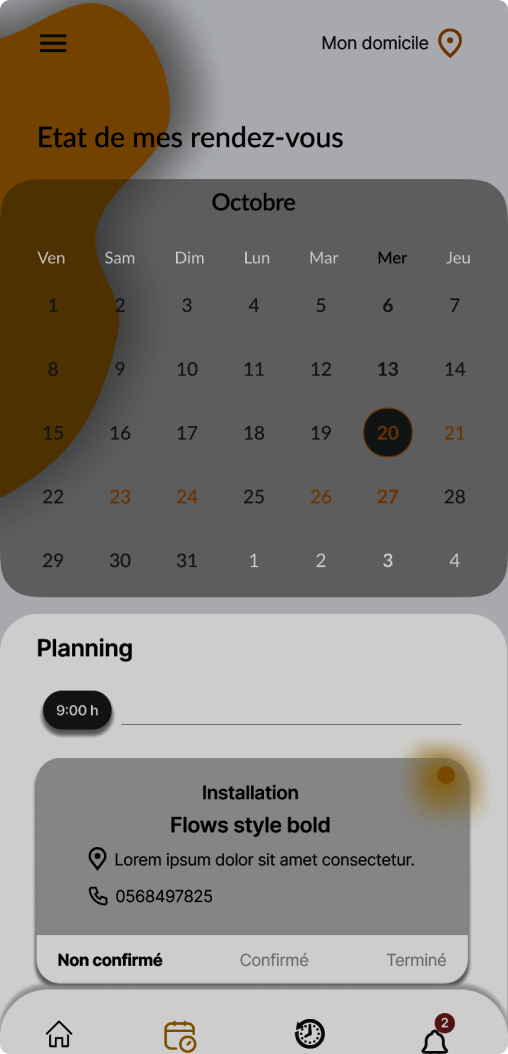 Mon domicile
Etat de mes rendez-vous
Octobre
Ven Sam Dim Lun Mar Mer Jeu
1 2 3 4 5 6 7
8 9 10 11 12 13 14
15 16 17 18 19 20 21
22 23 24 25 26 27 28
29 30 31 1 2 3 4
Planning
9:00 h
Installation
Flows style bold
Lorem ipsum dolor sit amet consectetur.
0568497825
Non confirmé Confirmé Terminé
2